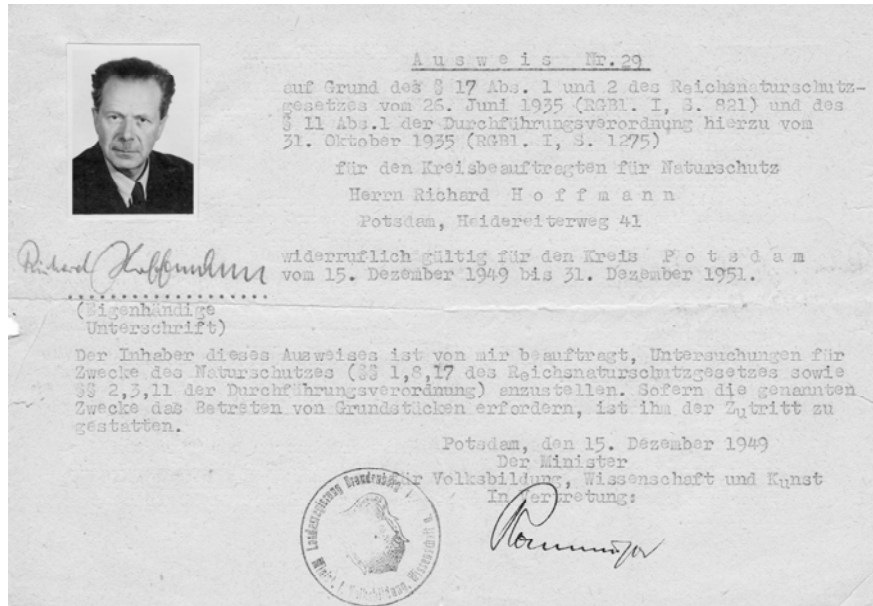 A u s w e i s  Nr.29
auf Grund des § 17 Abs. 1 und 2 des Reichsnaturschutz-
gesetzes vom 26. Juni 1935 (RGBl. I, S. 821) und des
§ 11 Abs.1 der Durchführungsverordnung hierzu vom
31. Oktober 1935 (RGBl. I, S. 1275)
für den Kreisbeauftragten für Naturschutz
Herrn Richard H o f f m a n n
Potsdam, Heidereiterweg 41
widerruflich gültig für den Kreis P o t s d a m
vom 15. Dezember 1949 bis 31. Dezember 1951.
Richard Hoffmann
(Eigenhändige
Unterschrift)
Der Inhaber dieses Ausweises ist von mir beauftragt, Untersuchungen für
Zwecke des Naturschutzes (§§ 1,8,17 des Reichsnaturschutzgesetzes sowie
§§ 2,3,11 der Durchführungsverordnung) anzustellen. Sofern die genannten
Zwecke das Betreten von Grundstücken erfordern, ist ihm der Zutritt zu
gestatten.
Potsdam, den 15. Dezember 1949
Der Minister
für Volksbildung, Wissenschaft und Kunst
In Vertretung:
Landesregierung Brandenburg
Minist. f. Volksbildung, Wissenschaft u.